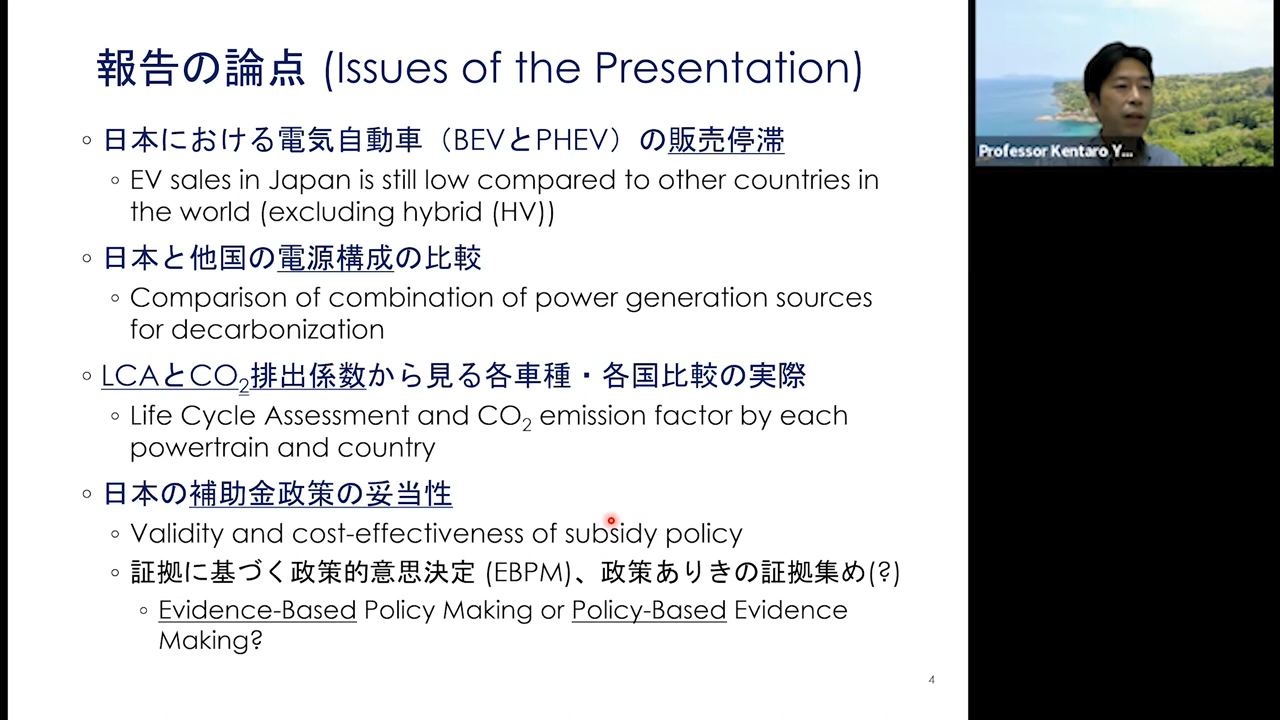 報告の論点 (Issues of the Presentation)
Professor Kentaro Y...
◦ 日本における電気自動車（BEVとPHEV）の販売停滞
◦ EV sales in Japan is still low compared to other countries in
the world (excluding hybrid (HV))
◦ 日本と他国の電源構成の比較
◦ Comparison of combination of power generation sources
for decarbonization
◦ LCAとCO₂排出係数から見る各車種・各国比較の実際
◦ Life Cycle Assessment and CO₂ emission factor by each
powertrain and country
◦ 日本の補助金政策の妥当性
◦ Validity and cost-effectiveness of subsidy policy
◦ 証拠に基づく政策的意思決定 (EBPM)、政策ありきの証拠集め(?)
◦ Evidence-Based Policy Making or Policy-Based Evidence
Making?
4